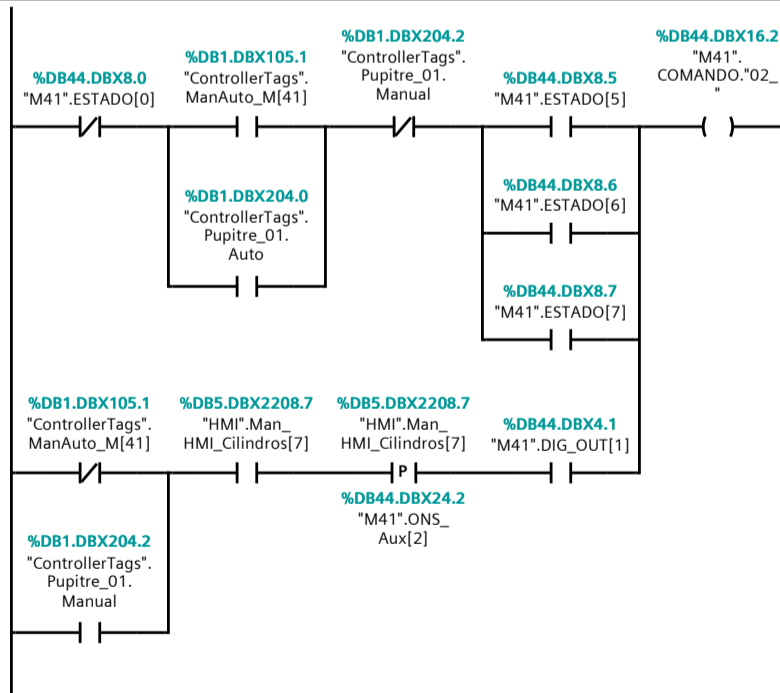 %DB44.DBX8.0
"M41".ESTADO[0]
%DB1.DBX105.1
"ControllerTags".
ManAuto_M[41]
%DB1.DBX204.2
"ControllerTags".
Pupitre_01.
Manual
%DB44.DBX8.5
"M41".ESTADO[5]
%DB44.DBX16.2
"M41".
COMANDO."02_
"
%DB1.DBX204.0
"ControllerTags".
Pupitre_01.
Auto
%DB44.DBX8.6
"M41".ESTADO[6]
%DB44.DBX8.7
"M41".ESTADO[7]
%DB1.DBX105.1
"ControllerTags".
ManAuto_M[41]
%DB5.DBX2208.7
"HMI".Man_
HMI_Cilindros[7]
%DB5.DBX2208.7
"HMI".Man_
HMI_Cilindros[7]
P
%DB44.DBX24.2
"M41".ONS_
Aux[2]
%DB44.DBX4.1
"M41".DIG_OUT[1]
%DB1.DBX204.2
"ControllerTags".
Pupitre_01.
Manual